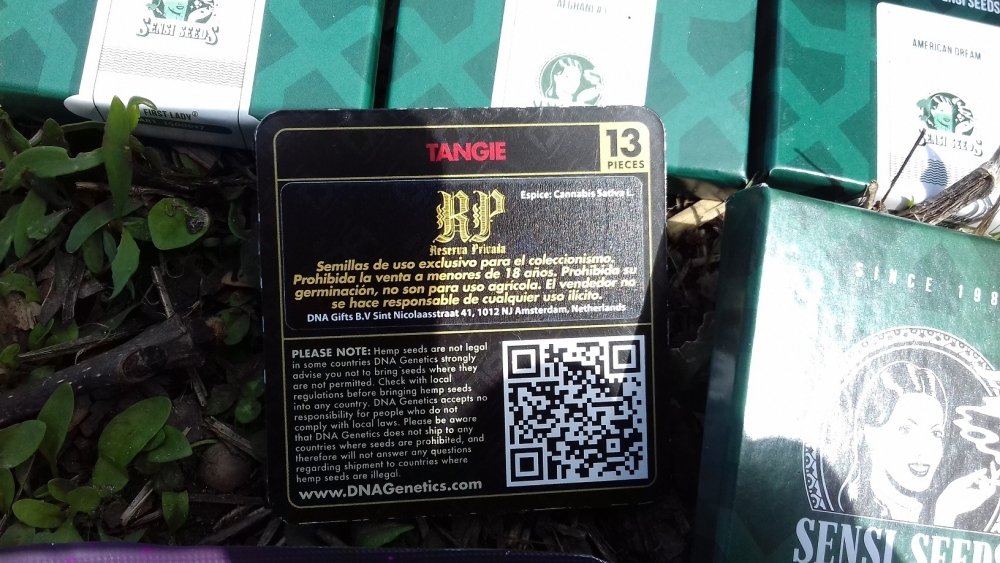 SENSI SEEDS
FIRST LADY®
AMERICAN DREAM
SENSI SEEDS
TANGIE
13
PIECES
RP
Reserva Privada
Espice: Cannabis Sativa L.
Semillas de uso exclusivo para el coleccionismo.
Prohibida la venta a menores de 18 años. Prohibida su
germinación, no son para uso agrícola. El vendedor no
se hace responsable de cualquier uso ilícito.
DNA Gifts B.V Sint Nicolaasstraat 41, 1012 NJ Amsterdam, Netherlands
PLEASE NOTE: Hemp seeds are not legal
in some countries DNA Genetics strongly
advise you not to bring seeds where they
are not permitted. Check with local
regulations before bringing hemp seeds
into any country. DNA Genetics accepts no
responsibility for people who do not
comply with local laws. Please be aware
that DNA Genetics does not ship to any
countries where seeds are prohibited, and
therefore will not answer any questions
regarding shipment to countries where
hemp seeds are illegal.
www.DNAGenetics.com
SINCE 198
SENSI SEEDS